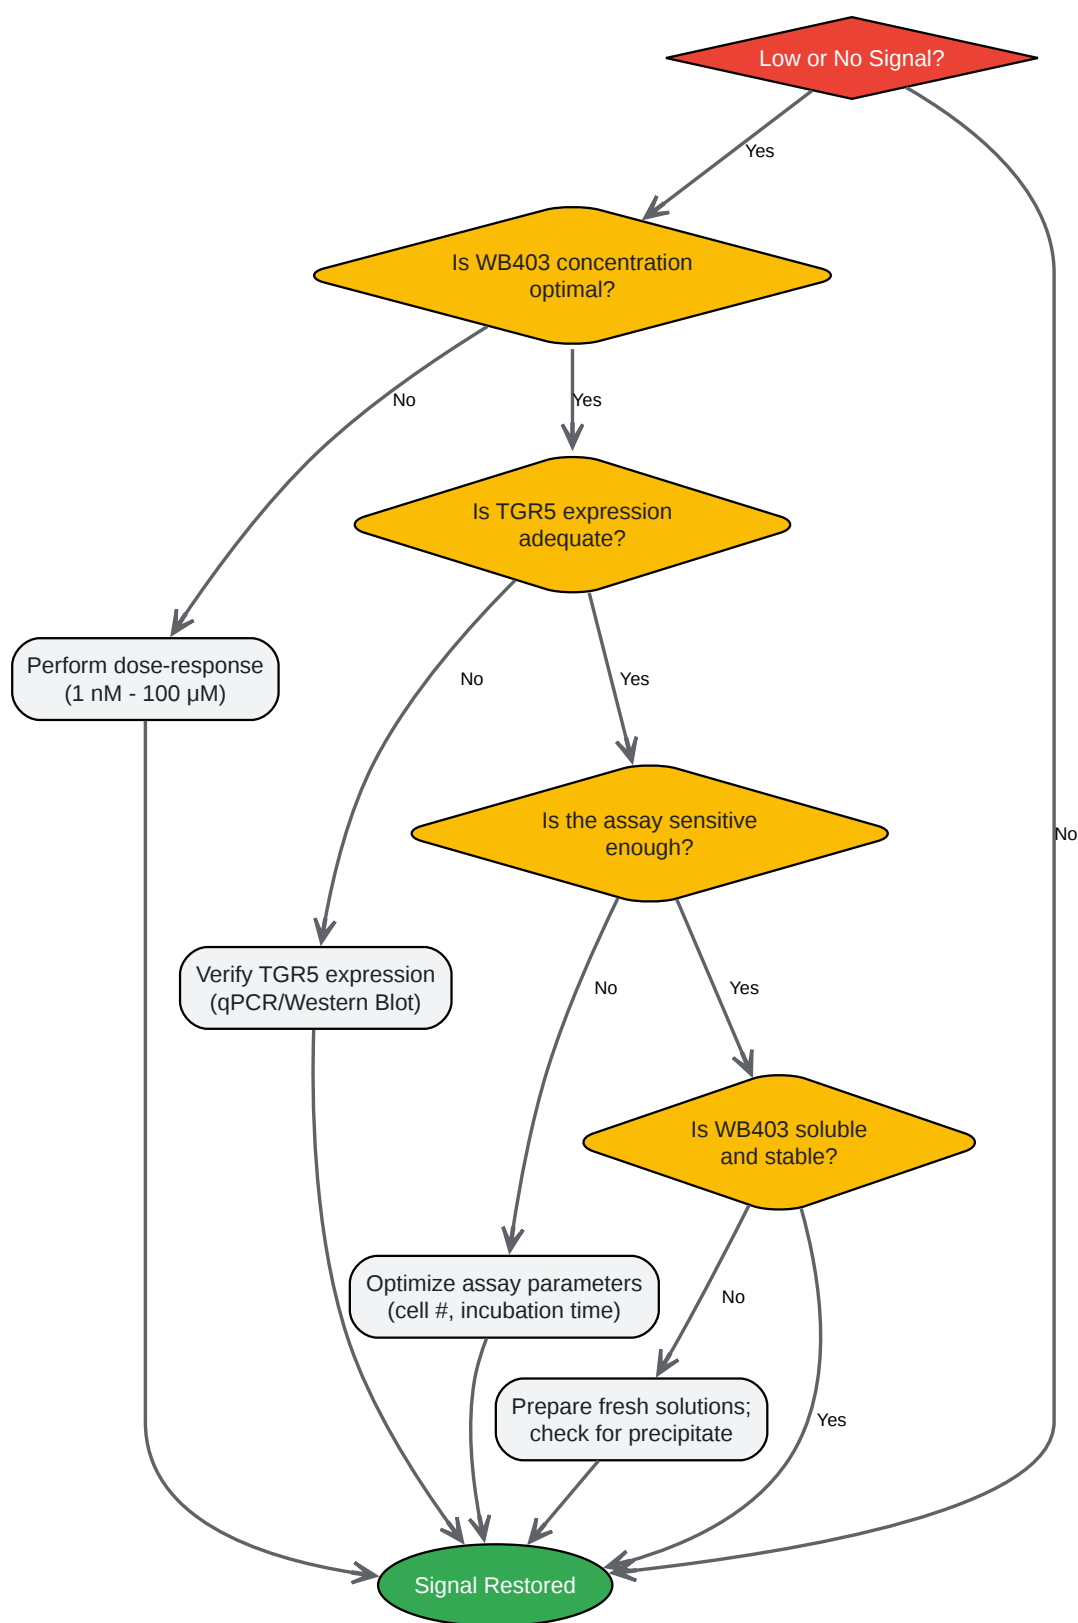 Low or No Signal?
Yes
Is WB403 concentration
optimal?
No
Yes
Is TGR5 expression
adequate?
Perform dose-response
(1 nM - 100 μM)
No
Yes
Is the assay sensitive
enough?
No
Verify TGR5 expression
(qPCR/Western Blot)
No
Yes
Is WB403 soluble
and stable?
Optimize assay parameters
(cell #, incubation time)
No
Prepare fresh solutions;
check for precipitate
Yes
Signal Restored